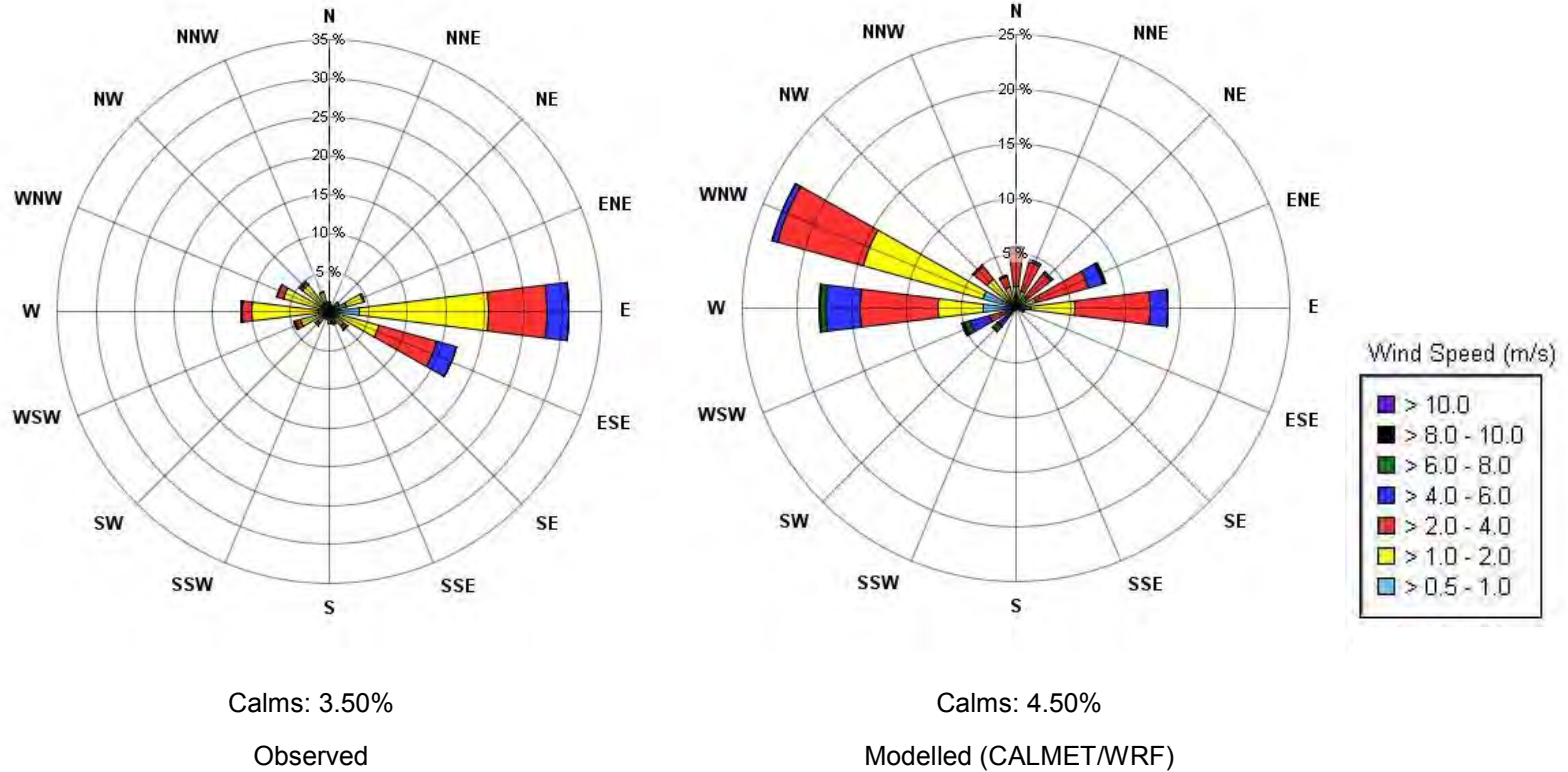 N
NNE
NE
ENE
E
ESE
SE
SSE
S
SSW
SW
WSW
W
WNW
NW
NNW
35 %
30 %
25 %
20 %
15 %
10 %
5 %
N
NNE
NE
ENE
E
ESE
SE
SSE
S
SSW
SW
WSW
W
WNW
NW
NNW
25 %
20 %
15 %
10 %
5 %
Wind Speed (m/s)
> 10.0
> 8.0 - 10.0
> 6.0 - 8.0
> 4.0 - 6.0
> 2.0 - 4.0
> 1.0 - 2.0
> 0.5 - 1.0
Calms: 3.50%
Observed
Calms: 4.50%
Modelled (CALMET/WRF)